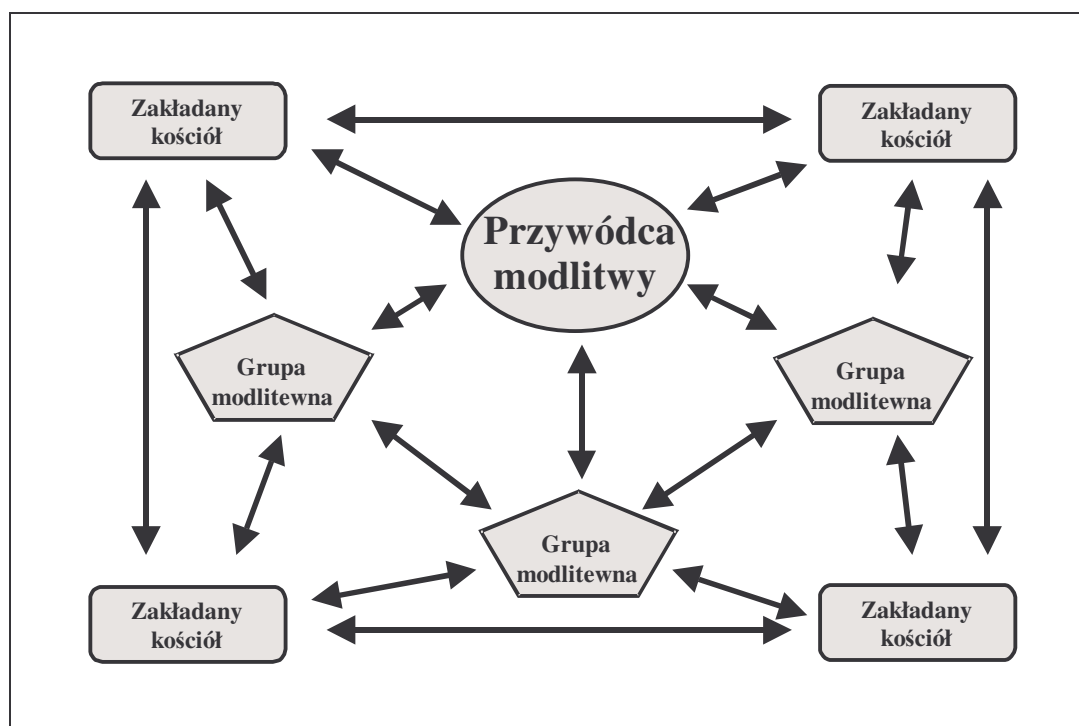 Zakładany
kościół
Zakładany
kościół
Przywódca
modlitwy
Grupa
modlitewna
Grupa
modlitewna
Grupa
modlitewna
Zakładany
kościół
Zakładany
kościół